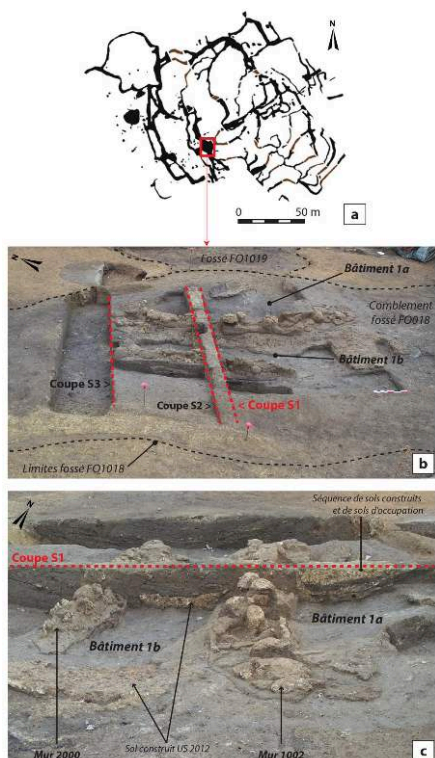 N
0 50 m
a
N
Fossé FO1019
Bâtiment 1a
Comblement
fossé FO018
Bâtiment 1b
Coupe S3 >
Coupe S2 >
< Coupe S1
Limites fossé FO1018
b
N
Séquence de sols construits
et de sols d'occupation
Coupe S1
Bâtiment 1a
Bâtiment 1b
Mur 2000
Sol construit US 2012
Mur 1002
c